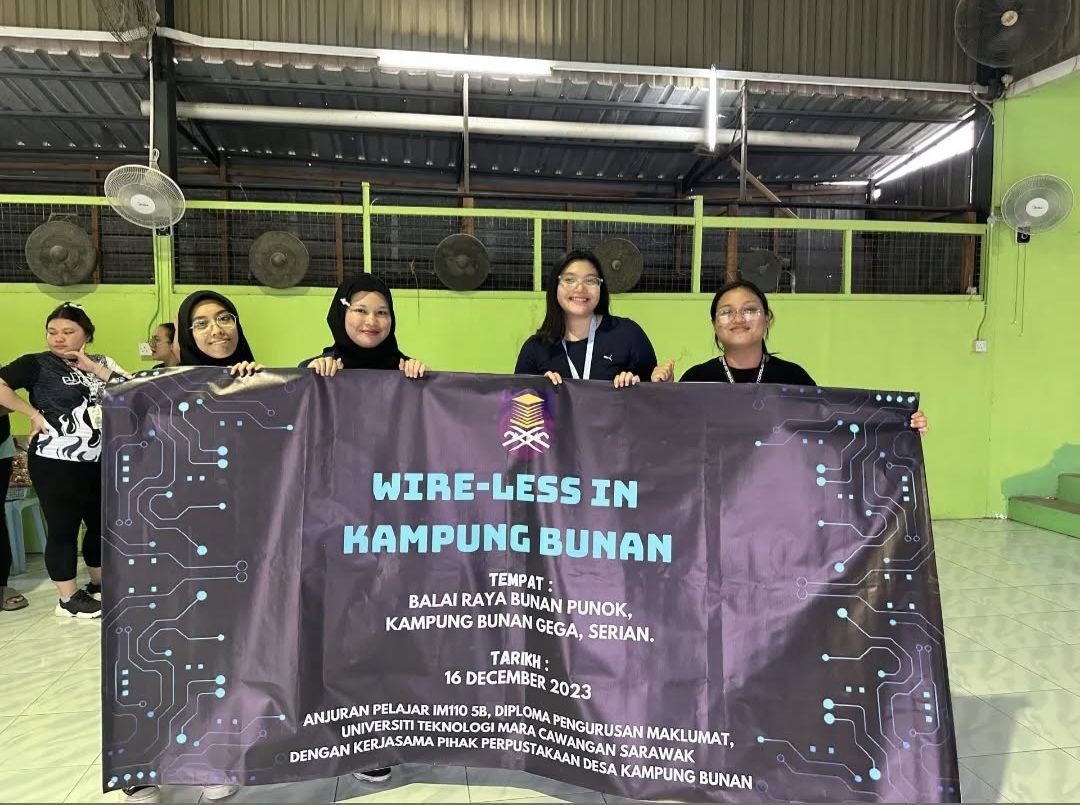 WIRE-LESS IN
KAMPUNG BUNAN
TEMPAT :
BALAI RAYA BUNAN PUNOK,
KAMPUNG BUNAN GEGA, SERIAN.
TARIKH :
16 DECEMBER 2023
ANJURAN PELAJAR IM110 5B, DIPLOMA PENGURUSAN MAKLUMAT,
UNIVERSITI TEKNOLOGI MARA CAWANGAN SARAWAK
DENGAN KERJASAMA PIHAK PERPUSTAKAAN DESA KAMPUNG BUNAN